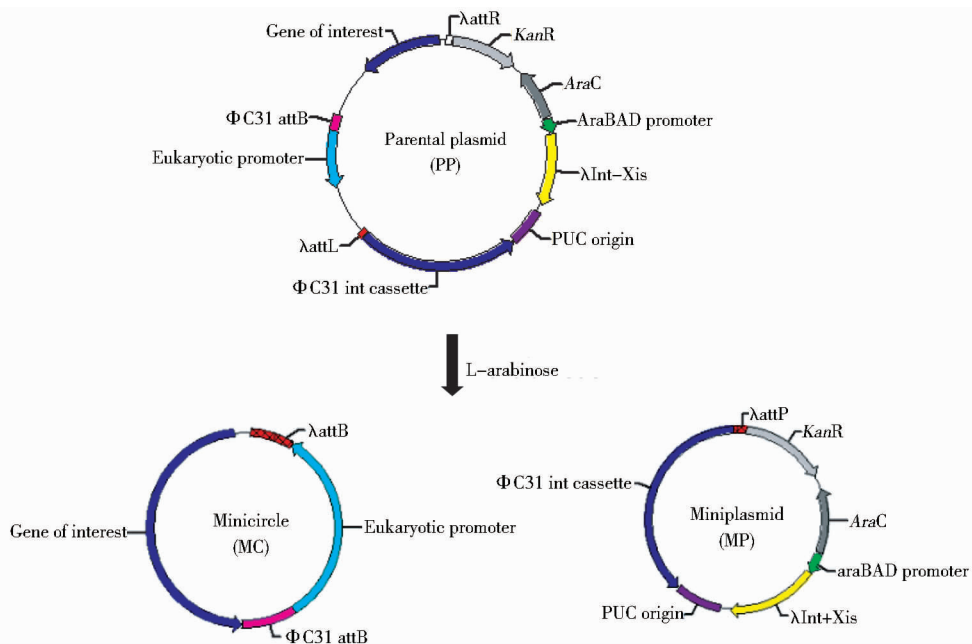 λattR
Gene of interest
KanR
AraC
ΦC31 attB
AraBAD promoter
Parental plasmid
(PP)
Eukaryotic promoter
λInt-Xis
λattL
PUC origin
ΦC31 int cassette
L-arabinose
λattB
Gene of interest
Minicircle
(MC)
Eukaryotic promoter
ΦC31 attB
λattP
KanR
ΦC31 int cassette
Miniplasmid
(MP)
AraC
araBAD promoter
PUC origin
λInt+Xis